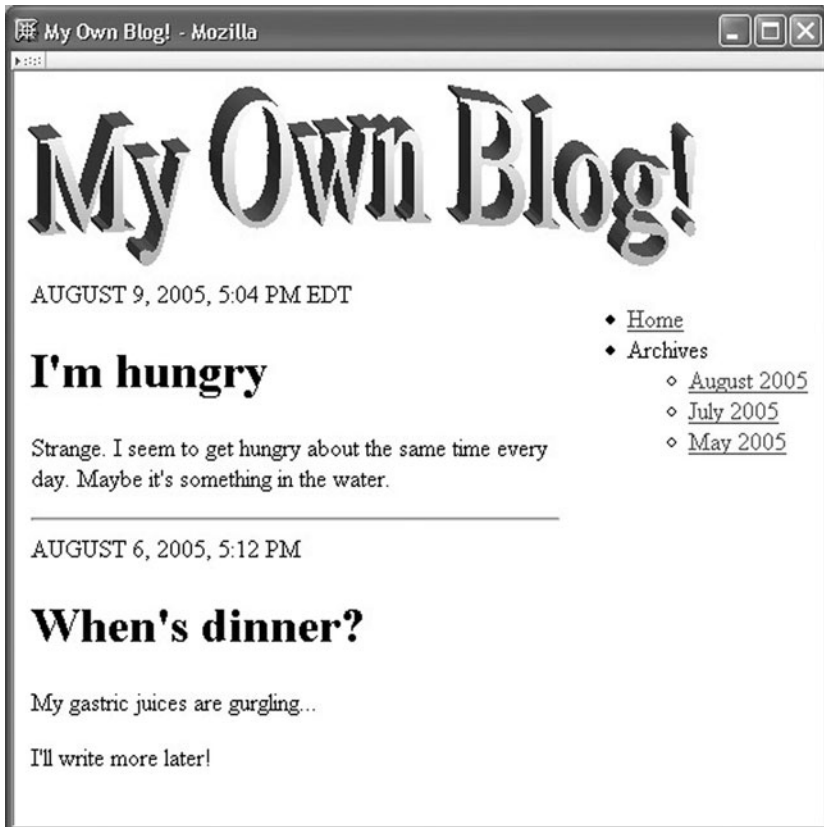 My Own Blog! - Mozilla
My Own Blog!
AUGUST 9, 2005, 5:04 PM EDT
I'm hungry
Strange. I seem to get hungry about the same time every
day. Maybe it's something in the water.
AUGUST 6, 2005, 5:12 PM
When's dinner?
My gastric juices are gurgling...
I'll write more later!
Home
Archives
August 2005
July 2005
May 2005